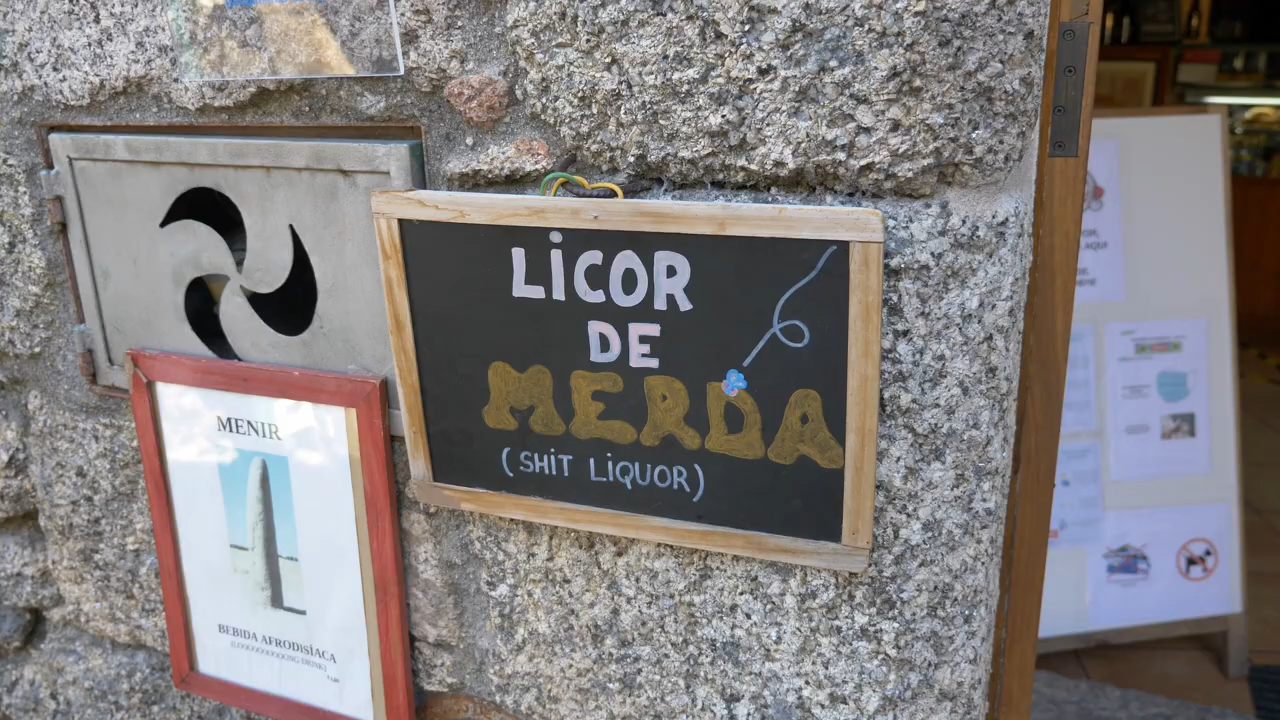 LiCOR
DE
MERDA
(SHiT LiQUOR)
MENIR
BEBIDA AFRODISÍACA